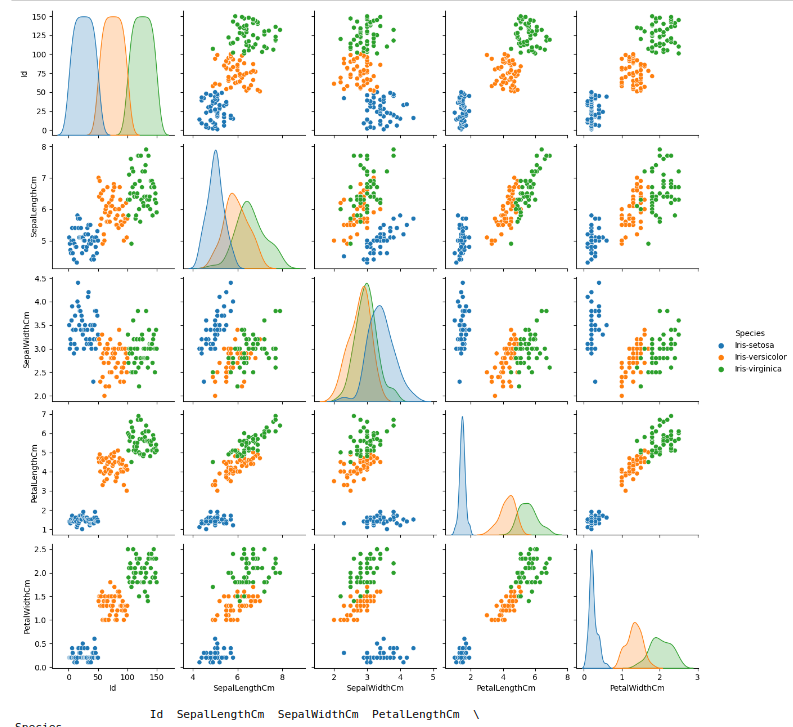 150
125
100
75
50
25
0
Id
8
7
6
5
SepalLengthCm
4.5
4.0
3.5
3.0
2.5
2.0
SepalWidthCm
Species
Iris-setosa
Iris-versicolor
Iris-virginica
7
6
5
4
3
2
1
PetalLengthCm
2.5
2.0
1.5
1.0
0.5
0.0
PetalWidthCm
0 50 100 150 4 6 8 2 3 4 5 2 4 6 8 0 1 2 3
Id SepalLengthCm SepalWidthCm PetalLengthCm PetalWidthCm
Id SepalLengthCm SepalWidthCm PetalLengthCm \
Species